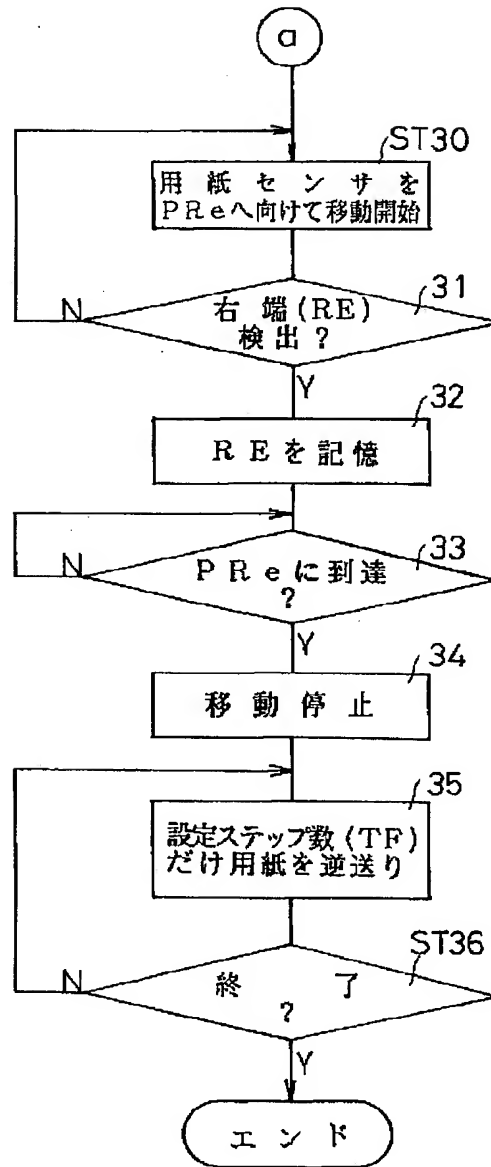 a
ST30
用紙センサを
PReへ向けて移動開始
31
右端(RE)
検出?
N
Y
32
REを記憶
33
PReに到達
?
N
Y
34
移動停止
35
設定ステップ数(TF)
だけ用紙を逆送り
ST36
終了
?
N
Y
エンド